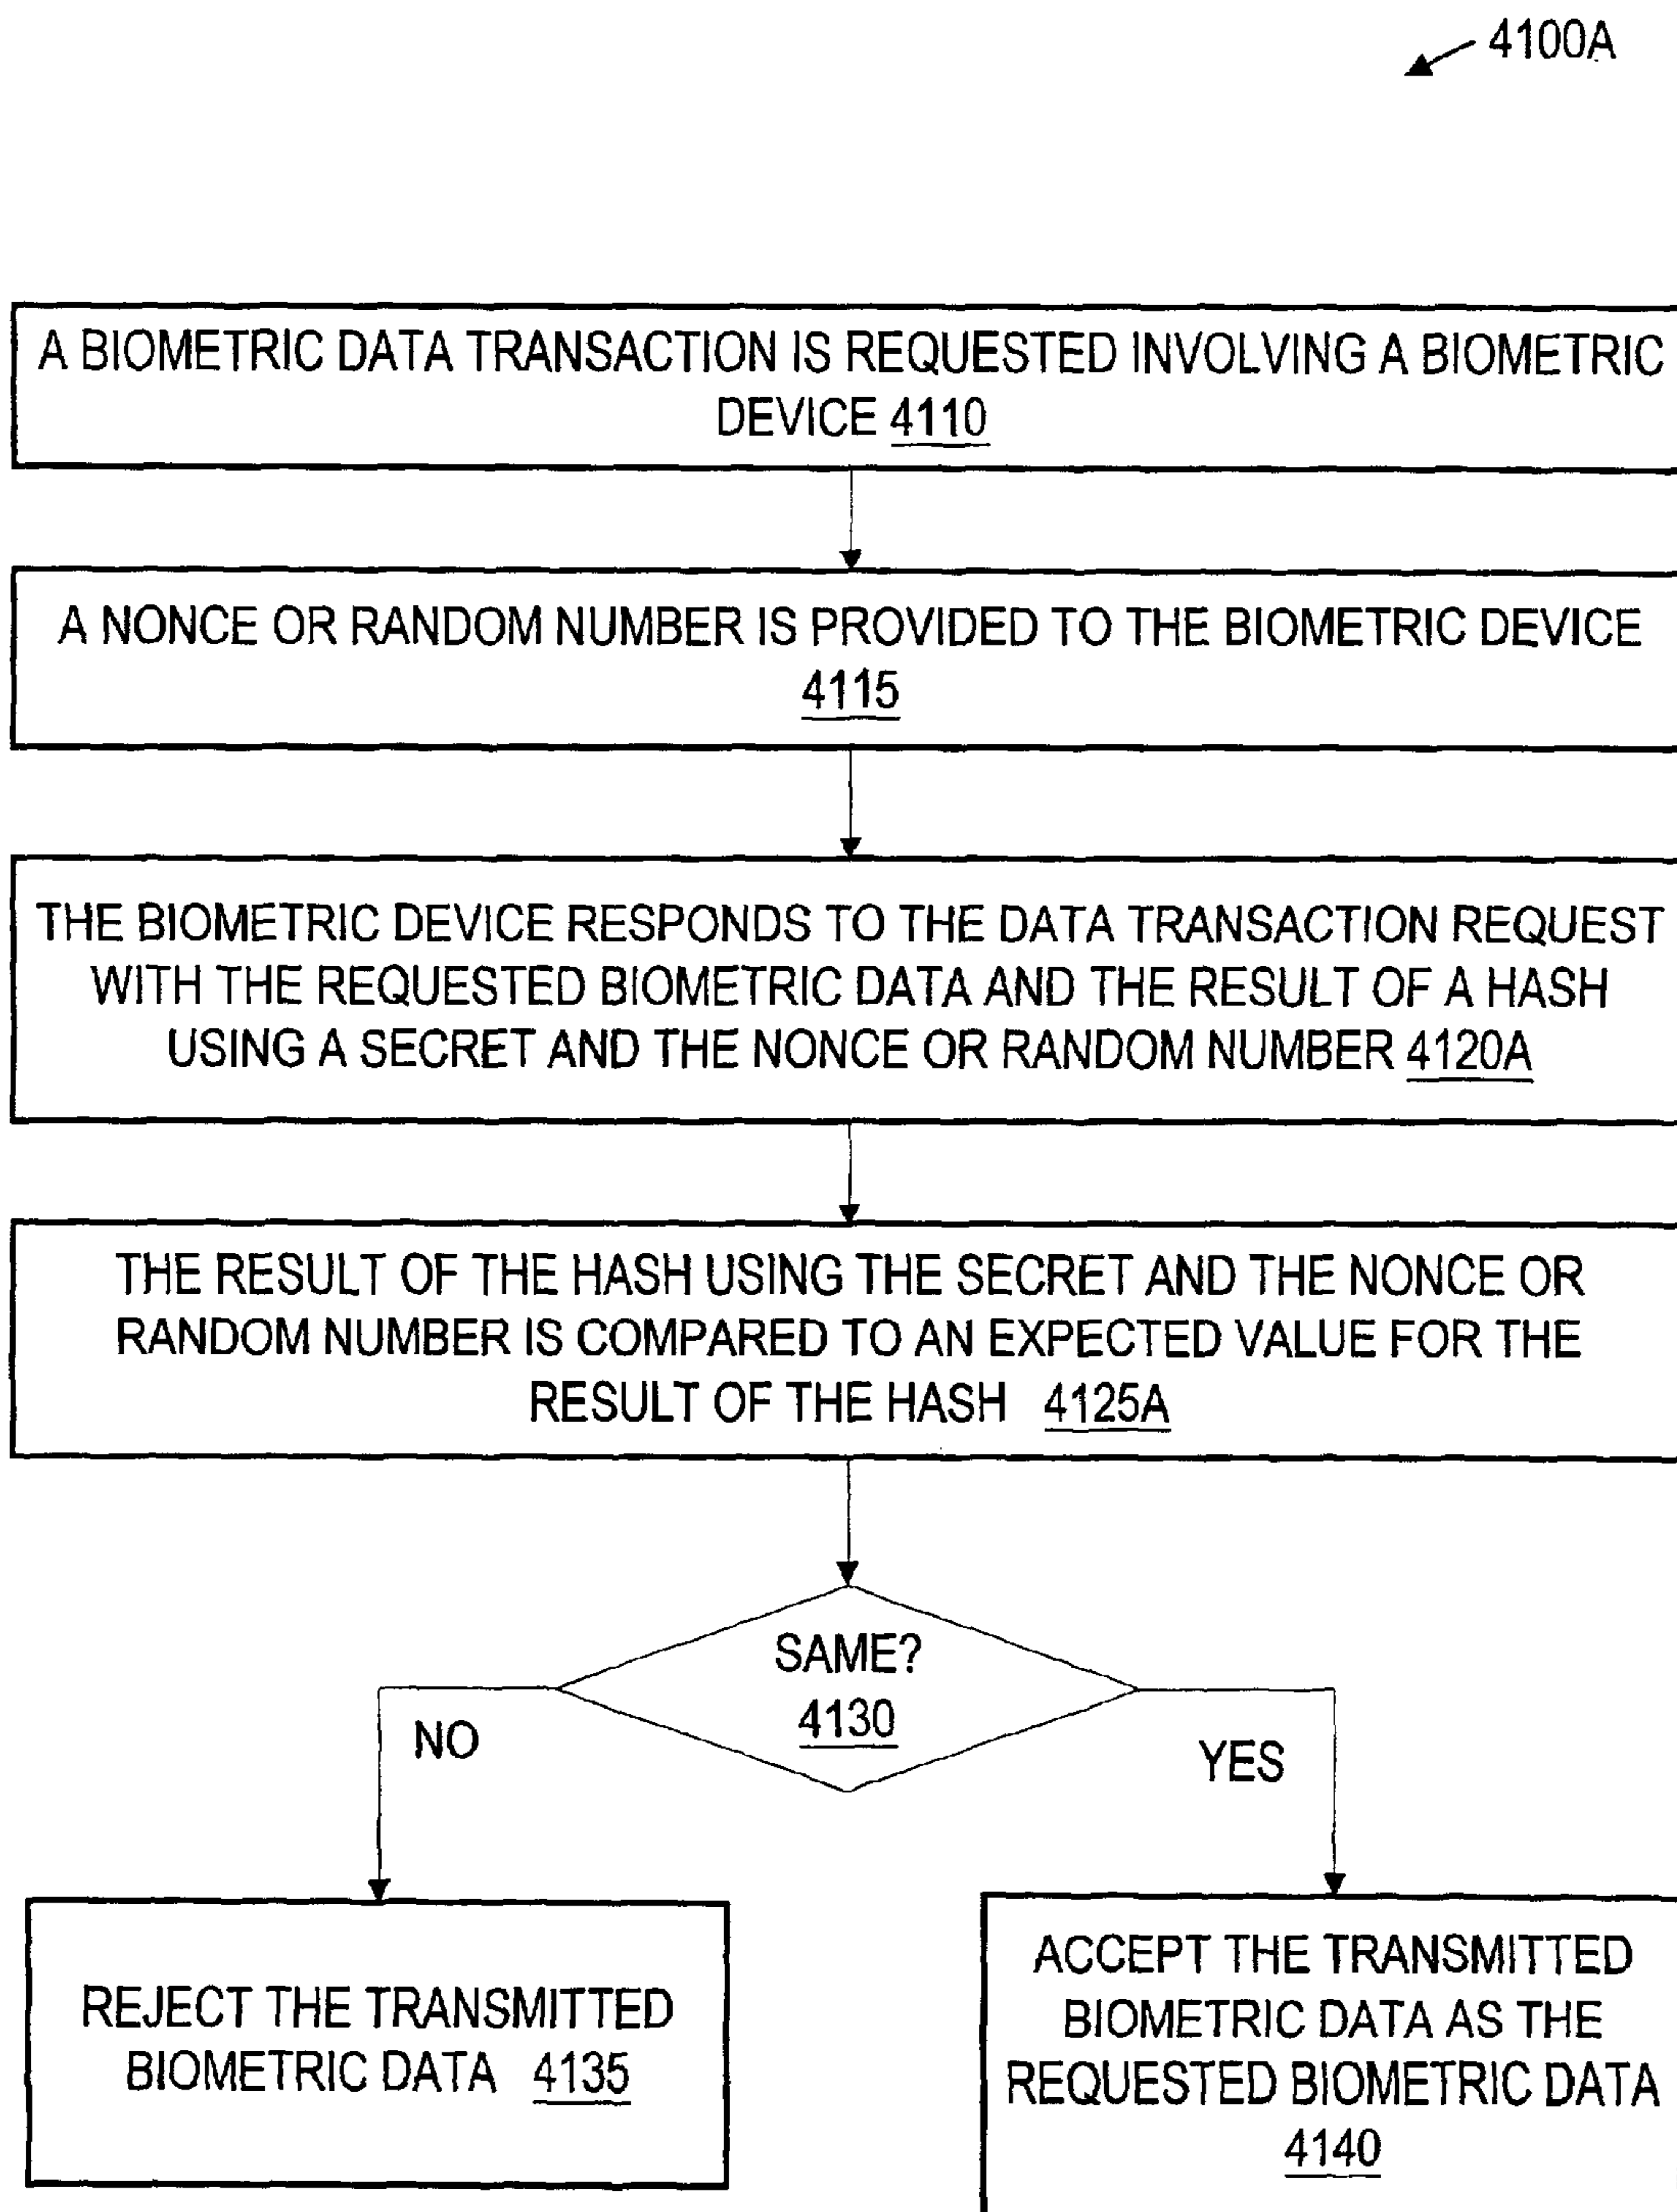 4100A
A BIOMETRIC DATA TRANSACTION IS REQUESTED INVOLVING A BIOMETRIC
DEVICE 4110
A NONCE OR RANDOM NUMBER IS PROVIDED TO THE BIOMETRIC DEVICE
4115
THE BIOMETRIC DEVICE RESPONDS TO THE DATA TRANSACTION REQUEST
WITH THE REQUESTED BIOMETRIC DATA AND THE RESULT OF A HASH
USING A SECRET AND THE NONCE OR RANDOM NUMBER 4120A
THE RESULT OF THE HASH USING THE SECRET AND THE NONCE OR
RANDOM NUMBER IS COMPARED TO AN EXPECTED VALUE FOR THE
RESULT OF THE HASH 4125A
SAME?
4130
NO
YES
REJECT THE TRANSMITTED
BIOMETRIC DATA 4135
ACCEPT THE TRANSMITTED
BIOMETRIC DATA AS THE
REQUESTED BIOMETRIC DATA
4140